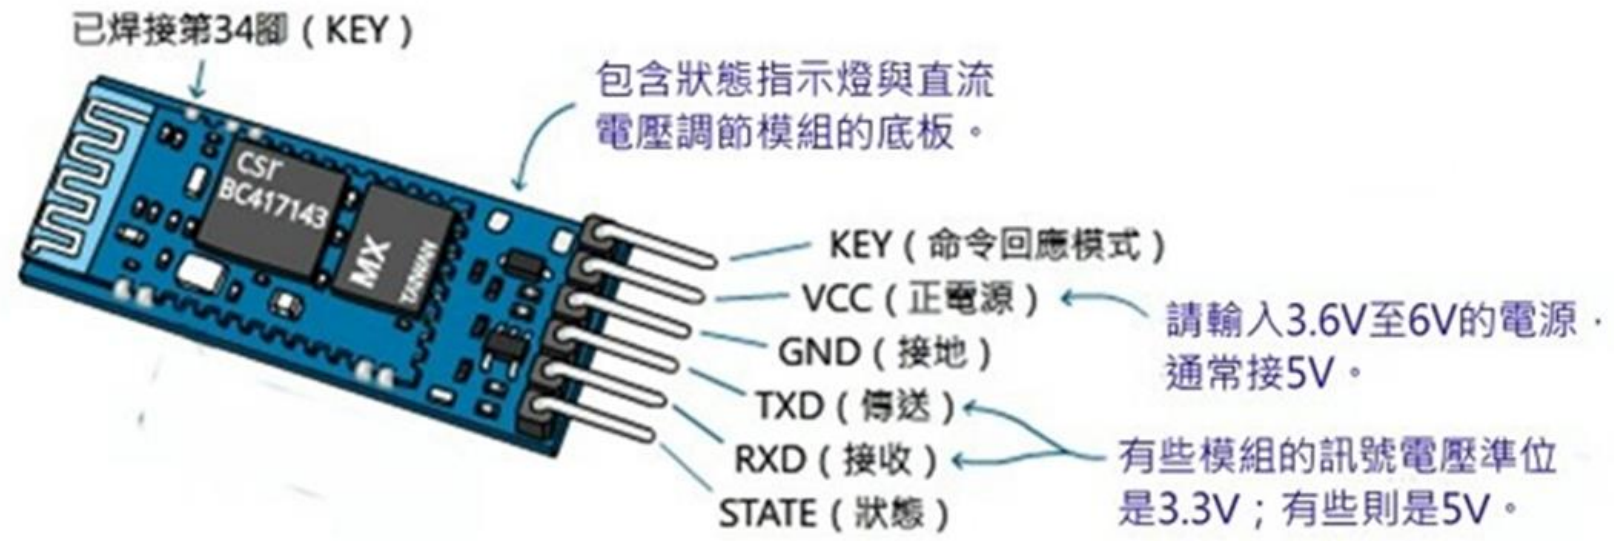 已焊接第34腳（KEY）
包含狀態指示燈與直流
電壓調節模組的底板。
CSr
BC417143
MX
TAIWAN
KEY（命令回應模式）
VCC（正電源）
請輸入3.6V至6V的電源．
通常接5V。
GND（接地）
TXD（傳送）
RXD（接收）
有些模組的訊號電壓準位
是3.3V；有些則是5V。
STATE（狀態）